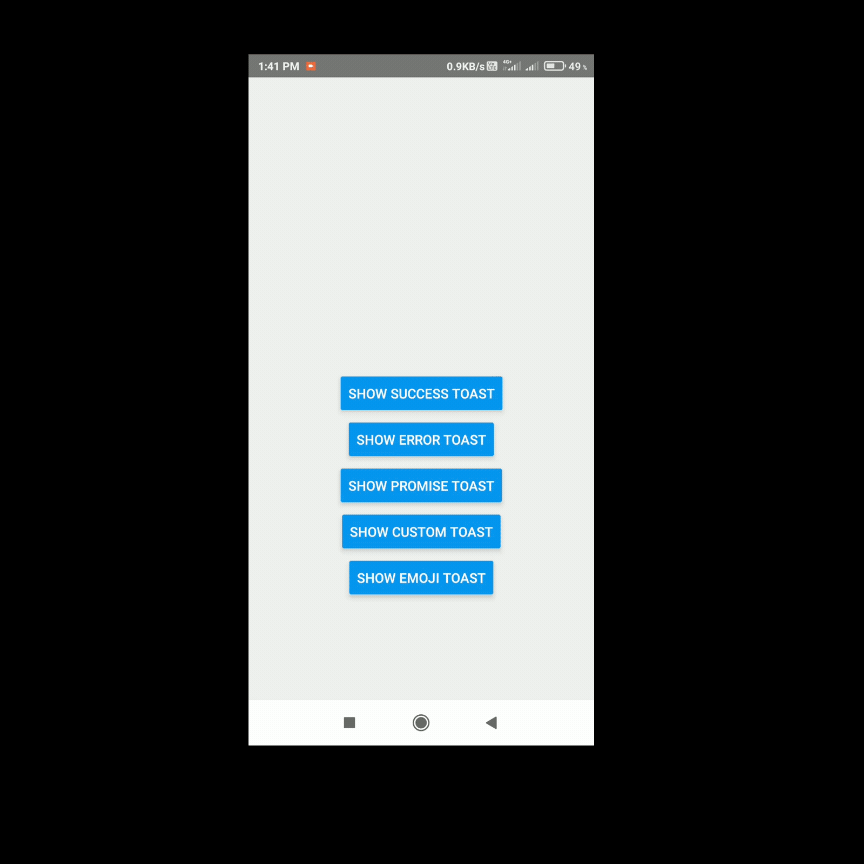 1:41 PM 0.9KB/s 49%
SHOW SUCCESS TOAST
SHOW ERROR TOAST
SHOW PROMISE TOAST
SHOW CUSTOM TOAST
SHOW EMOJI TOAST